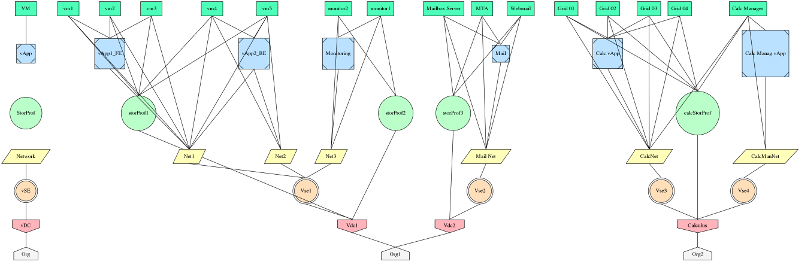 VM vm1 vm2 vm3 vm4 vm5 monitor2 monitor1 Mailbox Server MTA Webmail Grid 01 Grid 02 Grid 03 Grid 04 Calc Manager
vApp vApp1_FE vApp2_BE Monitoring Mail Calc vApp Calc Manag vApp
StorProf storProf1 storProf2 storProf3 calcStorProf
Network Net1 Net2 Net3 MailNet CalcNet CalcManNet
vSE Vse1 Vse2 Vse3 Vse4
vDC Vdc1 Vdc2 Calculus
Org Org1 Org2